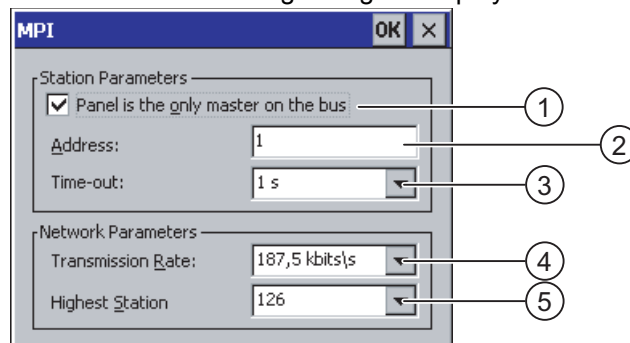 MPI OK ×
Station Parameters
Panel is the only master on the bus 1
Address: 1 2
Time-out: 1 s 3
Network Parameters
Transmission Rate: 187,5 kbits\s 4
Highest Station 126 5